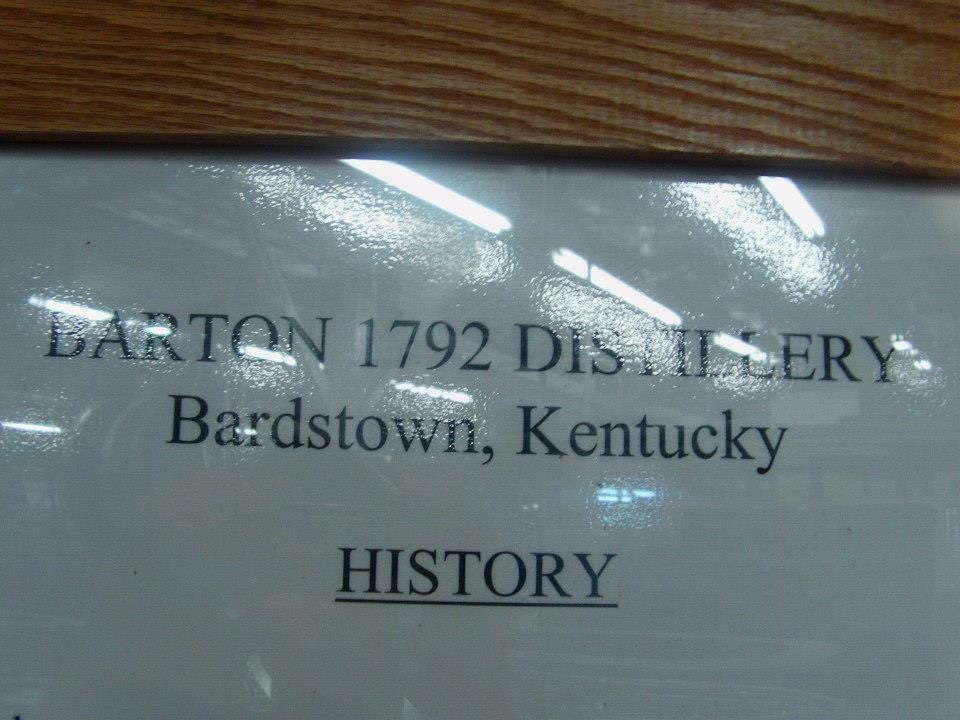 BARTON 1792 DISTILLERY
Bardstown, Kentucky
HISTORY